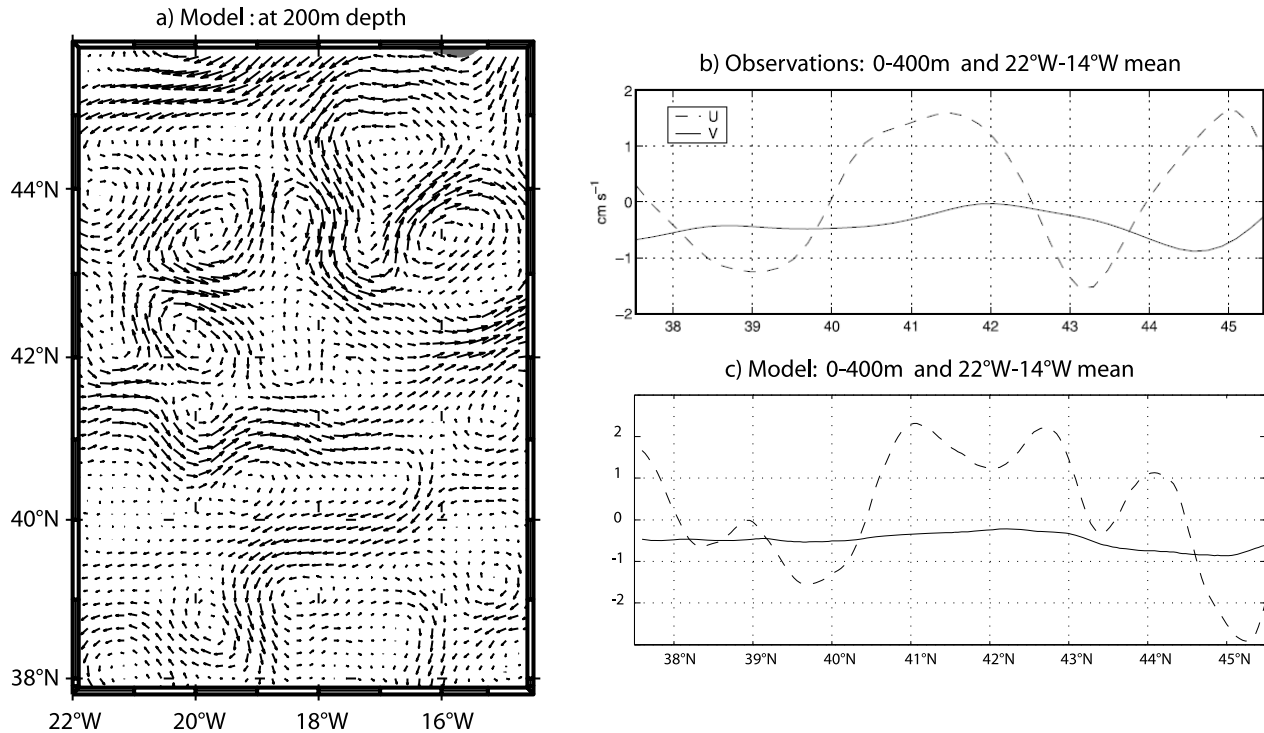 a) Model : at 200m depth
44°N
42°N
40°N
38°N
22°W 20°W 18°W 16°W
b) Observations: 0-400m and 22°W-14°W mean
U
V
cm s⁻¹
2
1
0
−1
−2
38 39 40 41 42 43 44 45
c) Model: 0-400m and 22°W-14°W mean
2
1
0
-1
-2
38°N 39°N 40°N 41°N 42°N 43°N 44°N 45°N